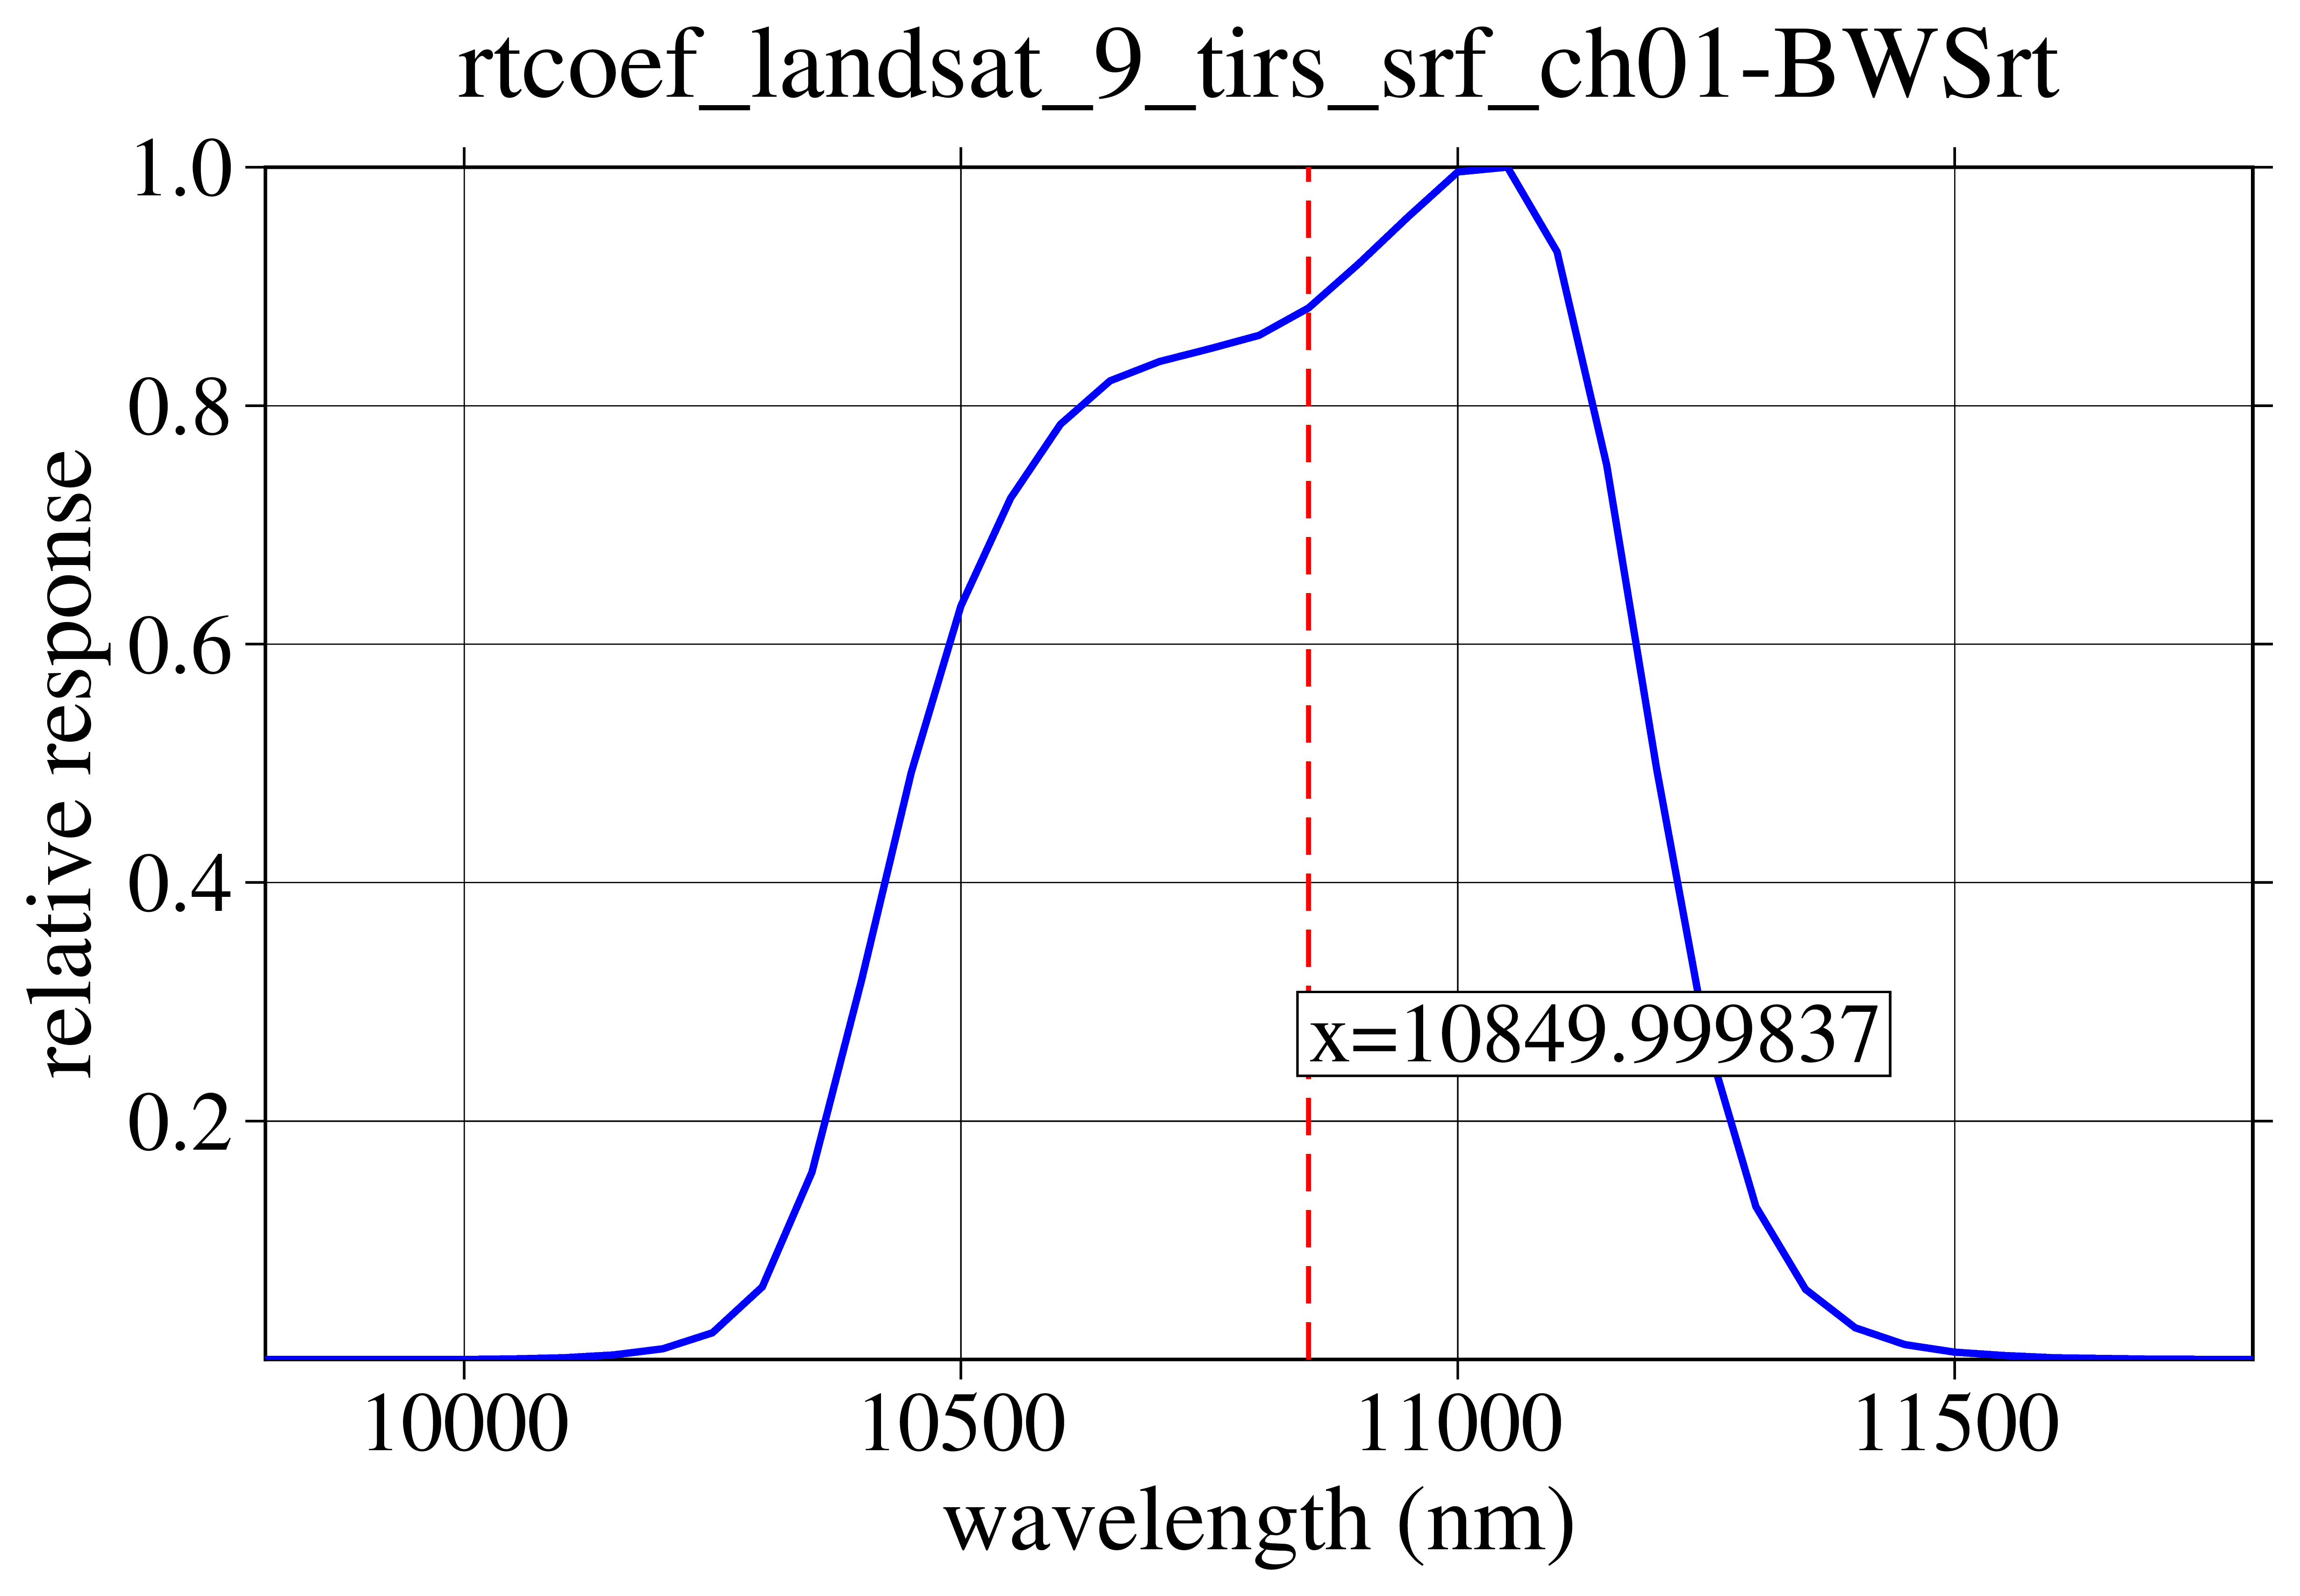 rtcoef_landsat_9_tirs_srf_ch01-BWSrt
1.0
0.8
0.6
0.4
0.2
relative response
x=10849.999837
10000 10500 11000 11500
wavelength (nm)